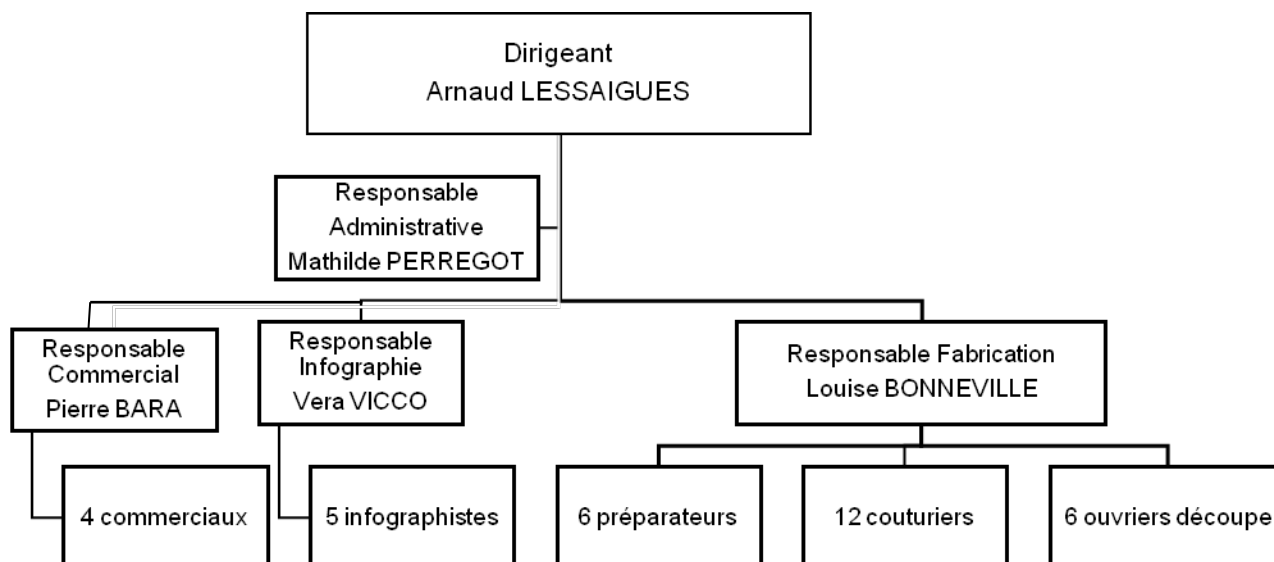 Dirigeant
Arnaud LESSAIGUES
Responsable
Administrative
Mathilde PERREGOT
Responsable
Commercial
Pierre BARA
Responsable
Infographie
Vera VICCO
Responsable Fabrication
Louise BONNEVILLE
4 commerciaux
5 infographistes
6 préparateurs
12 couturiers
6 ouvriers découpe